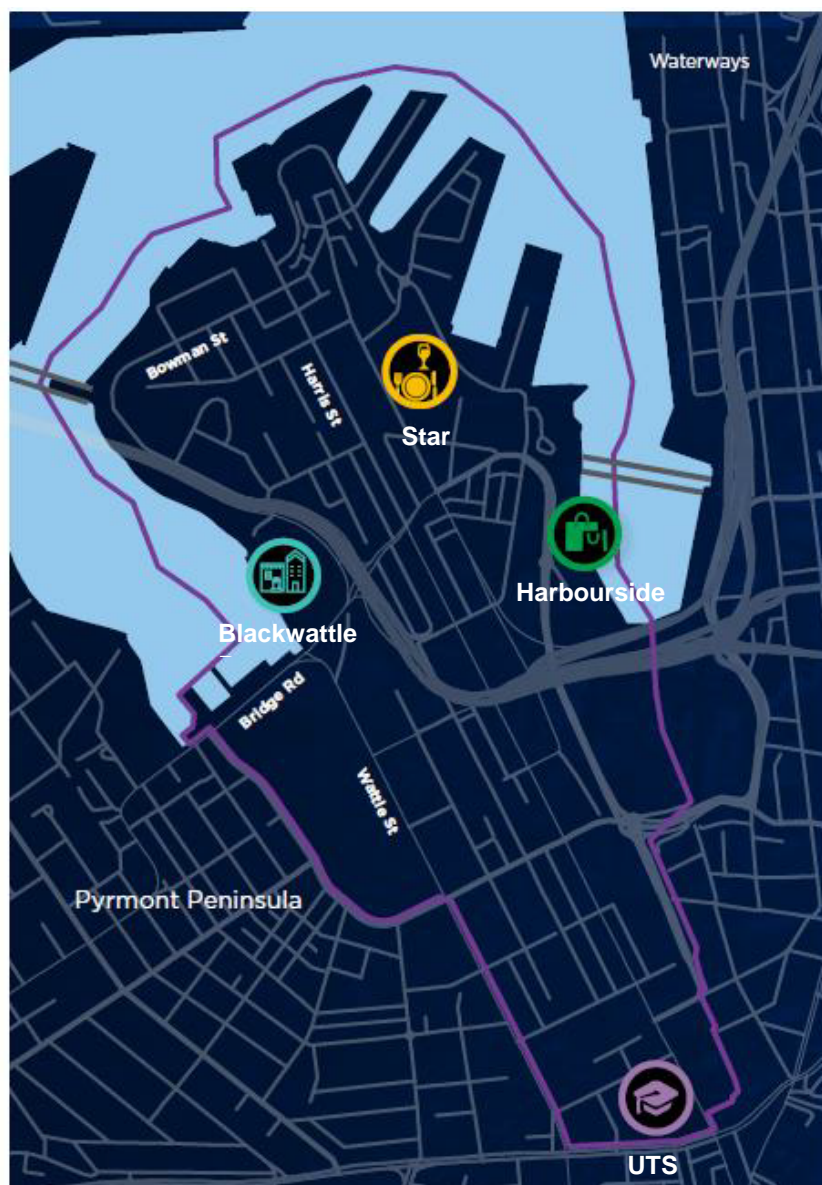 Waterways
Bowman St
Harris St
Star
Harbourside
Blackwattle
Bridge Rd
Wattle St
Pyrmont Peninsula
UTS